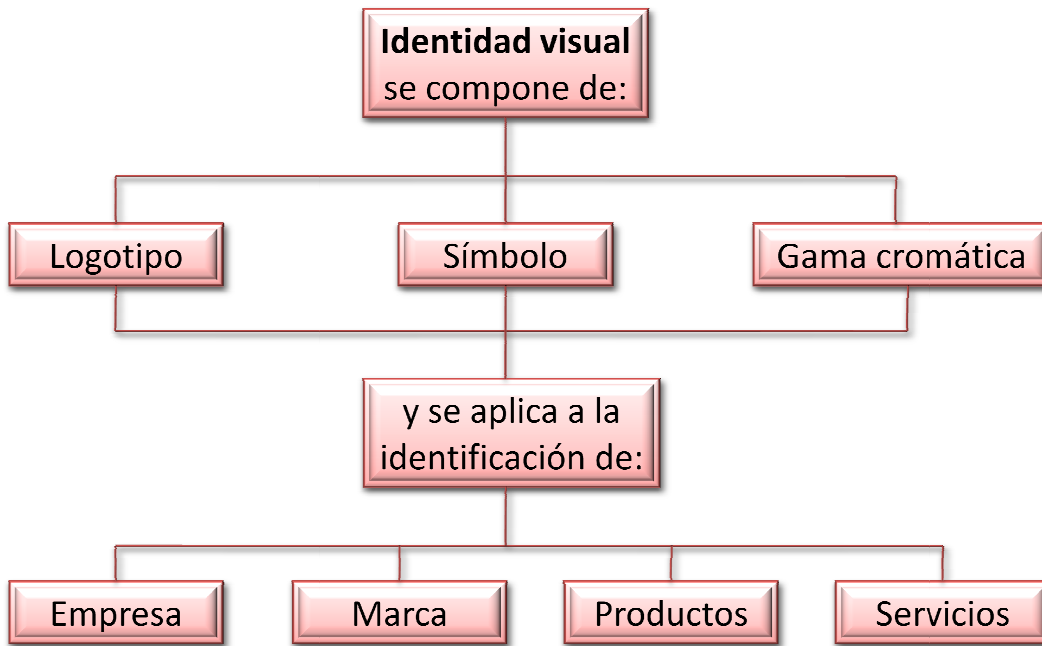 Identidad visual
se compone de:
Logotipo
Símbolo
Gama cromática
y se aplica a la
identificación de:
Empresa
Marca
Productos
Servicios